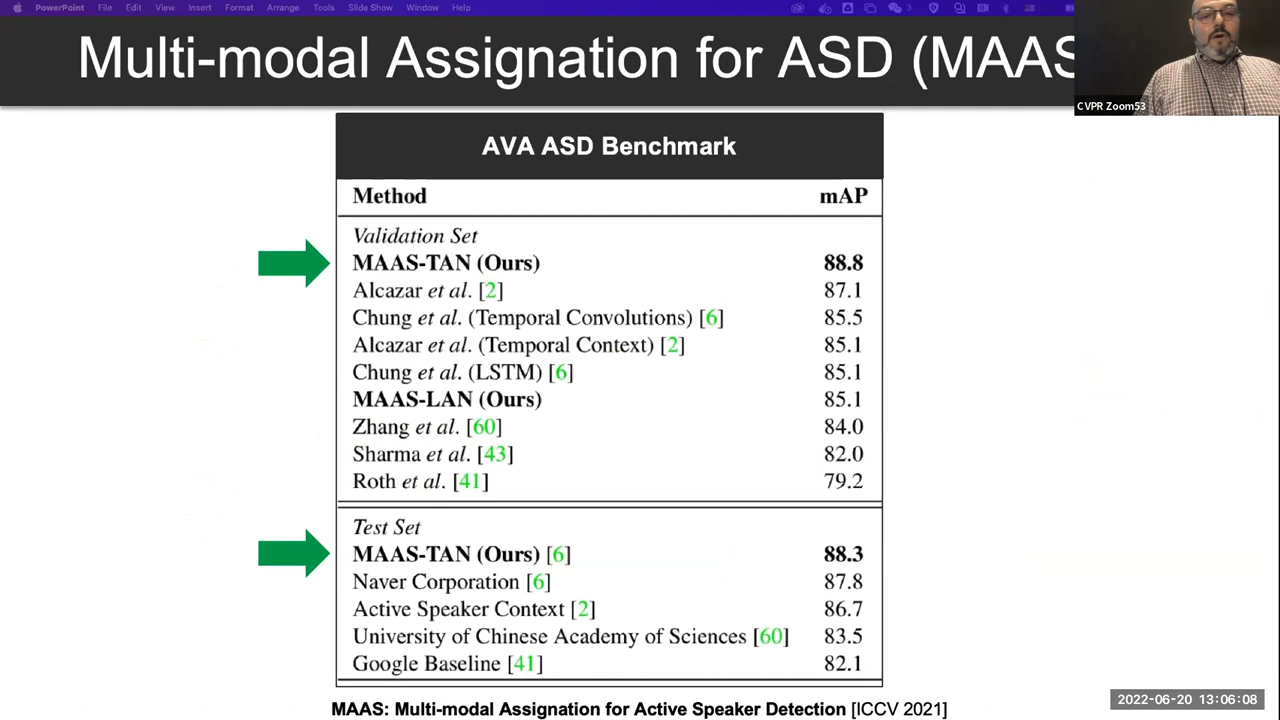 PowerPoint File Edit View Insert Format Arrange Tools Slide Show Window Help
3
Multi-modal Assignation for ASD (MAAS
CVPR Zoom53
AVA ASD Benchmark
Method mAP
Validation Set
MAAS-TAN (Ours) 88.8
Alcazar et al. [2] 87.1
Chung et al. (Temporal Convolutions) [6] 85.5
Alcazar et al. (Temporal Context) [2] 85.1
Chung et al. (LSTM) [6] 85.1
MAAS-LAN (Ours) 85.1
Zhang et al. [60] 84.0
Sharma et al. [43] 82.0
Roth et al. [41] 79.2
Test Set
MAAS-TAN (Ours) [6] 88.3
Naver Corporation [6] 87.8
Active Speaker Context [2] 86.7
University of Chinese Academy of Sciences [60] 83.5
Google Baseline [41] 82.1
2022-06-20 13:06:08
MAAS: Multi-modal Assignation for Active Speaker Detection [ICCV 2021]